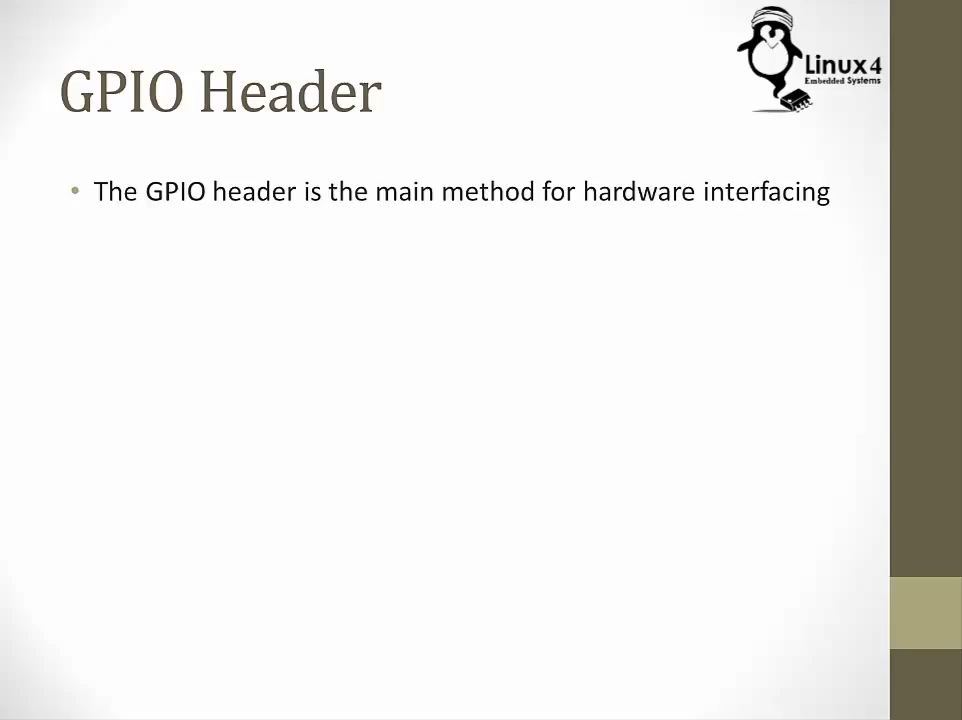 GPIO Header
Linux 4
Embedded Systems
• The GPIO header is the main method for hardware interfacing